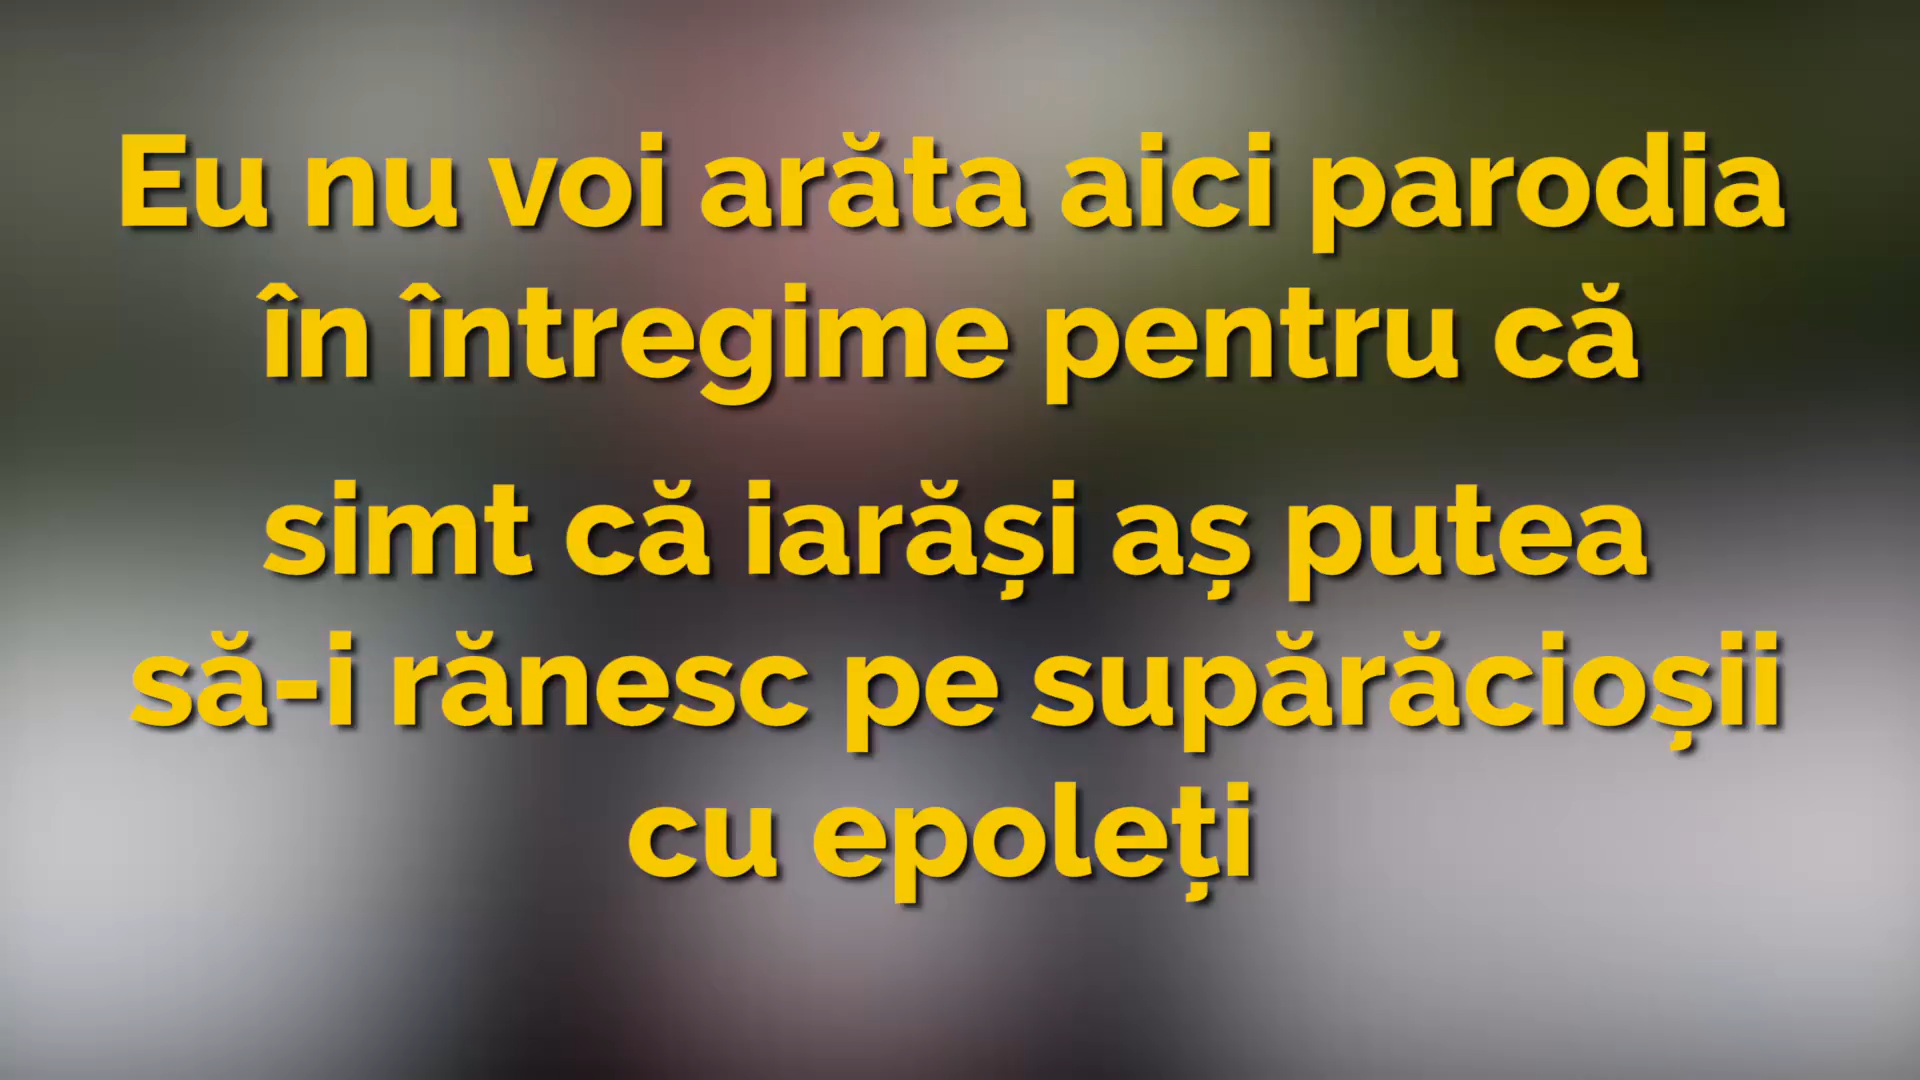 Eu nu voi arăta aici parodia
în întregime pentru că
simt că iarăși aș putea
să-i rănesc pe supărăcioșii
cu epoleți